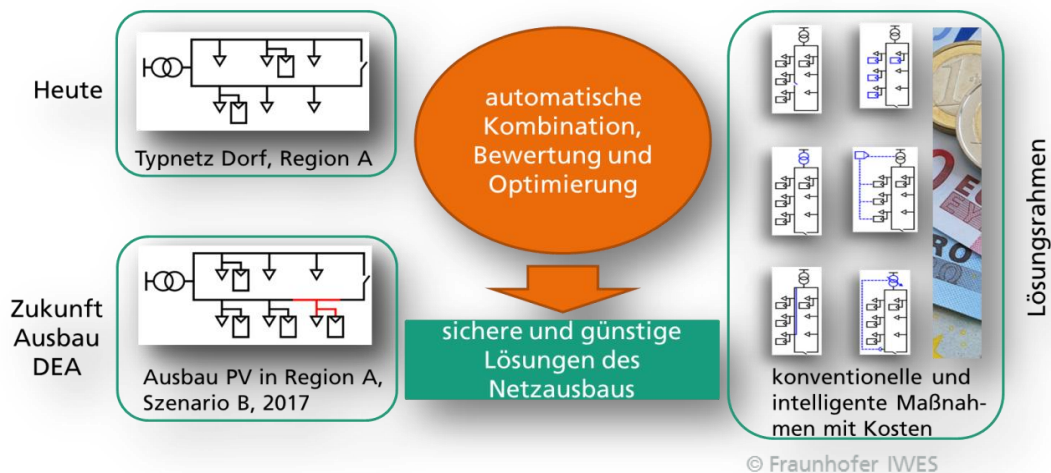 Heute
Typnetz Dorf, Region A
Zukunft
Ausbau
DEA
Ausbau PV in Region A,
Szenario B, 2017
automatische
Kombination,
Bewertung und
Optimierung
sichere und günstige
Lösungen des
Netzausbaus
konventionelle und
intelligente Maßnah-
men mit Kosten
Lösungsrahmen
© Fraunhofer IWES